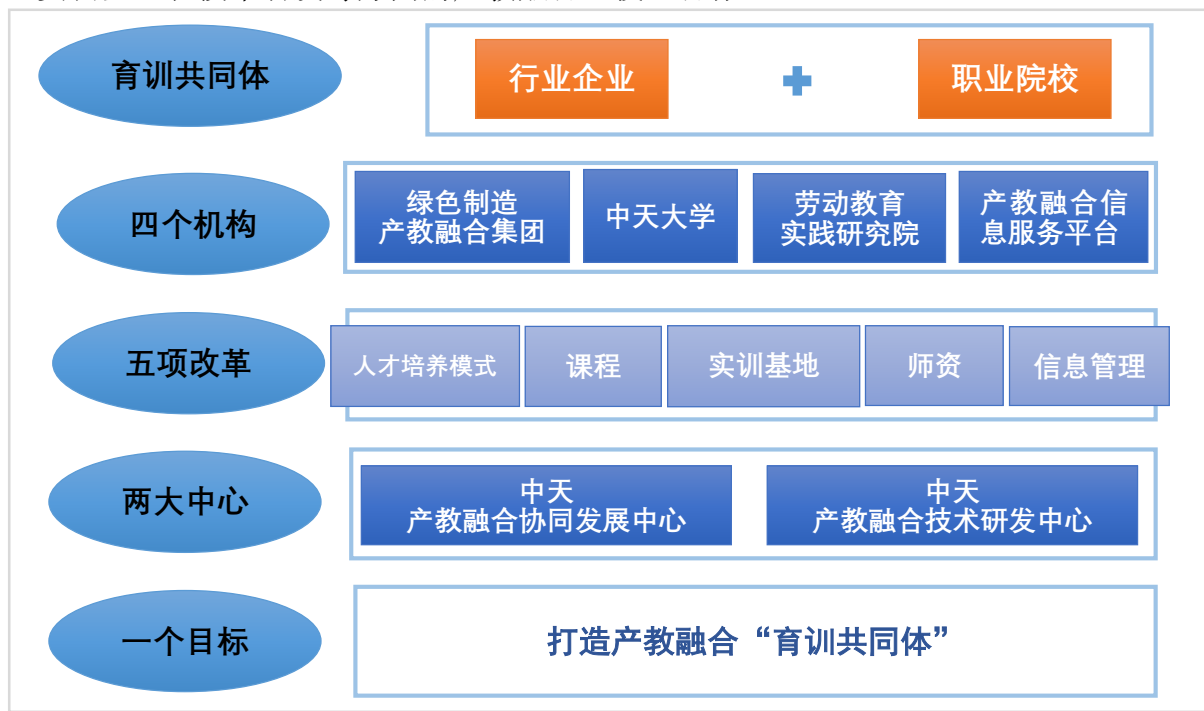 育训共同体
行业企业
职业院校
四个机构
绿色制造
产教融合集团
中天大学
劳动教育
实践研究院
产教融合信
息服务平台
五项改革
人才培养模式
课程
实训基地
师资
信息管理
两大中心
中天
产教融合协同发展中心
中天
产教融合技术研发中心
一个目标
打造产教融合“育训共同体”